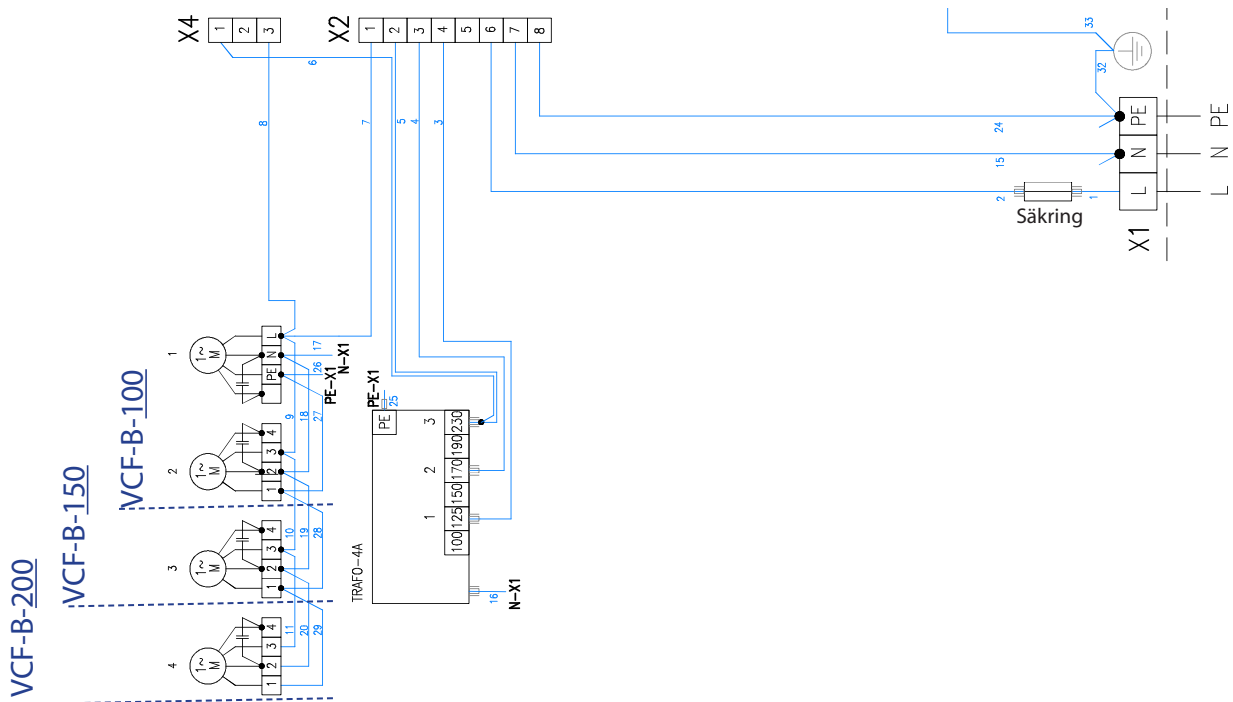 X4
1
2
3
X2
1
2
3
4
5
6
7
8
33
32
6
8
7
5
4
3
24
15
2
1
Säkring
PE
N
L
X1
PE
N
L
1
1~
M
L
N
PE
17
N-X1
26
PE-X1
9
18
27
VCF-B-100
2
1~
M
4
3
2
1
VCF-B-150
10
19
28
3
1~
M
4
3
2
1
VCF-B-200
11
20
29
4
1~
M
4
3
2
1
PE-X1
25
PE
TRAFO-4A
3
2
1
230
190
170
150
125
100
16
N-X1